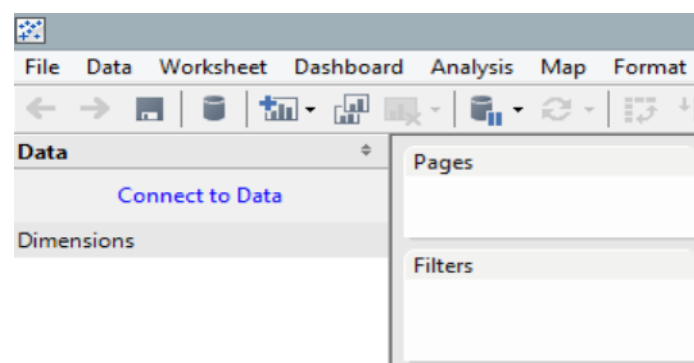 File Data Worksheet Dashboard Analysis Map Format
Data
Connect to Data
Dimensions
Pages
Filters